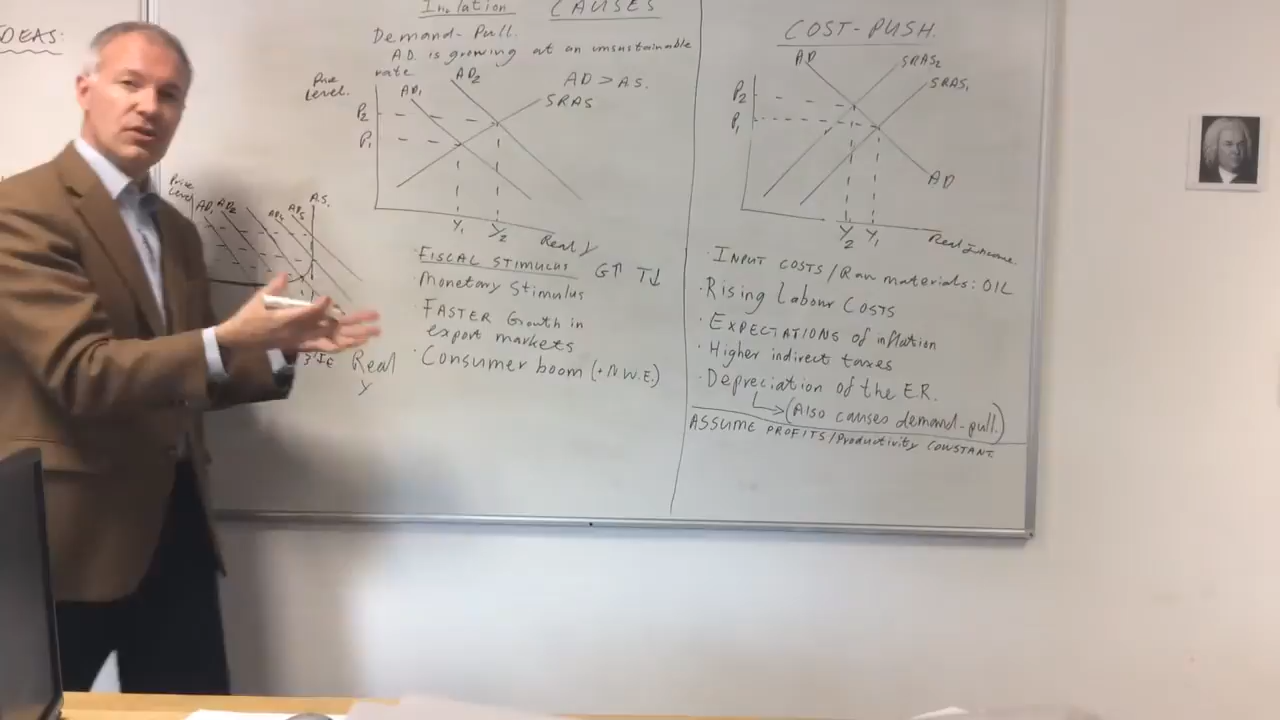 DEAS:
Inflation CAUSES
Demand-Pull.
AD. is growing at an unsustainable
rate
AD > AS.
Price
Level.
AD1
AD2
SRAS
P2
P1
Y1
Y2
Real Y
Price
Level
AD1
AD2
AD4
AD5
A.S.
Real
Y
FISCAL STIMULUS G↑ T↓
· Monetary Stimulus
· FASTER Growth in
export markets
· Consumer boom (+N.W.E.)
COST-PUSH.
AD
SRAS2
SRAS1
P2
P1
AD
Y2
Y1
Real Income.
· INPUT COSTS/Raw materials: OIL
· Rising Labour COSTS
· EXPECTATIONS of inflation
· Higher indirect taxes
· Depreciation of the E.R.
(Also causes demand-pull.)
ASSUME PROFITS/Productivity CONSTANT.